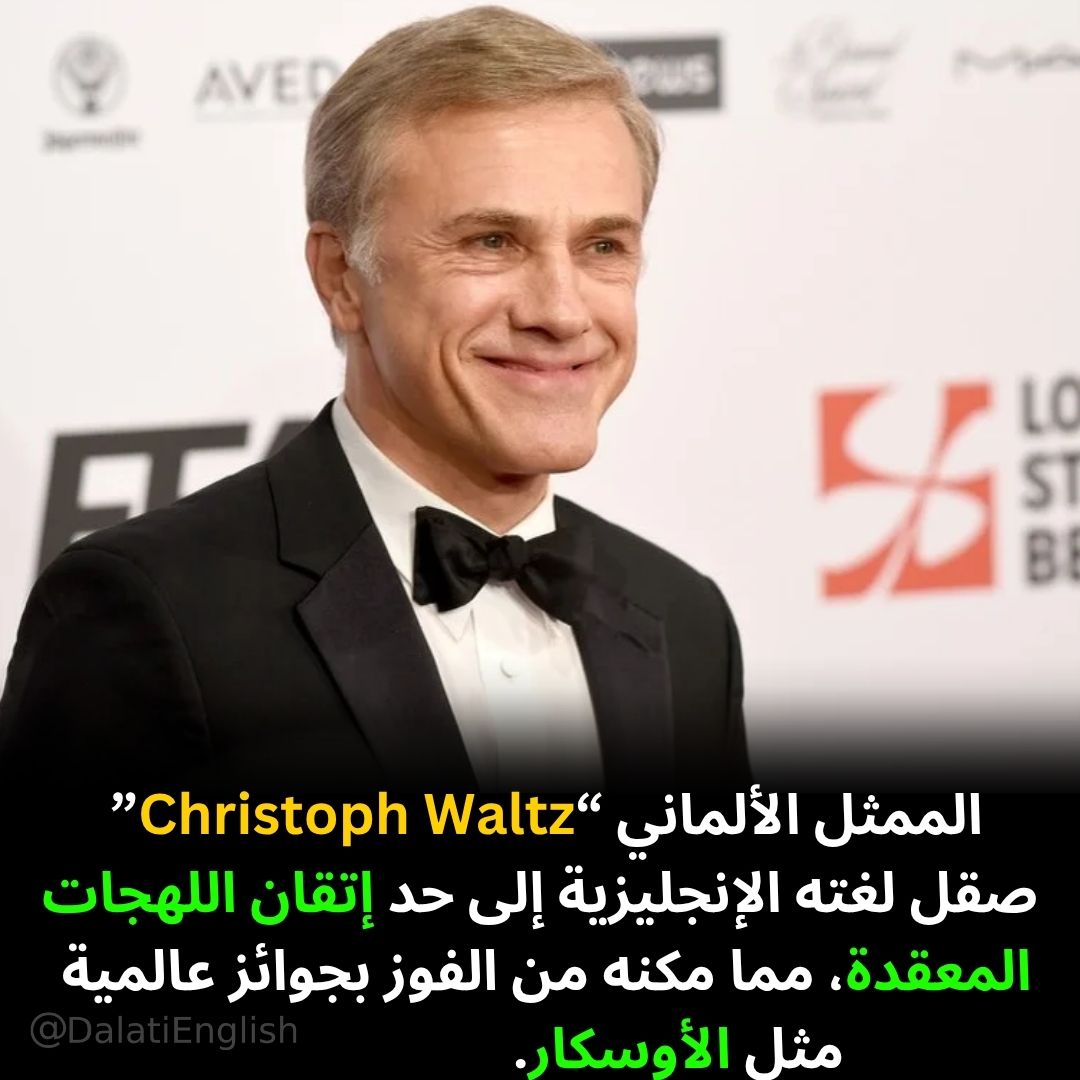 AVED
news
LO
ST
BE
الممثل الألماني “Christoph Waltz”
صقل لغته الإنجليزية إلى حد إتقان اللهجات
المعقدة، مما مكنه من الفوز بجوائز عالمية
مثل الأوسكار.
@DalatiEnglish